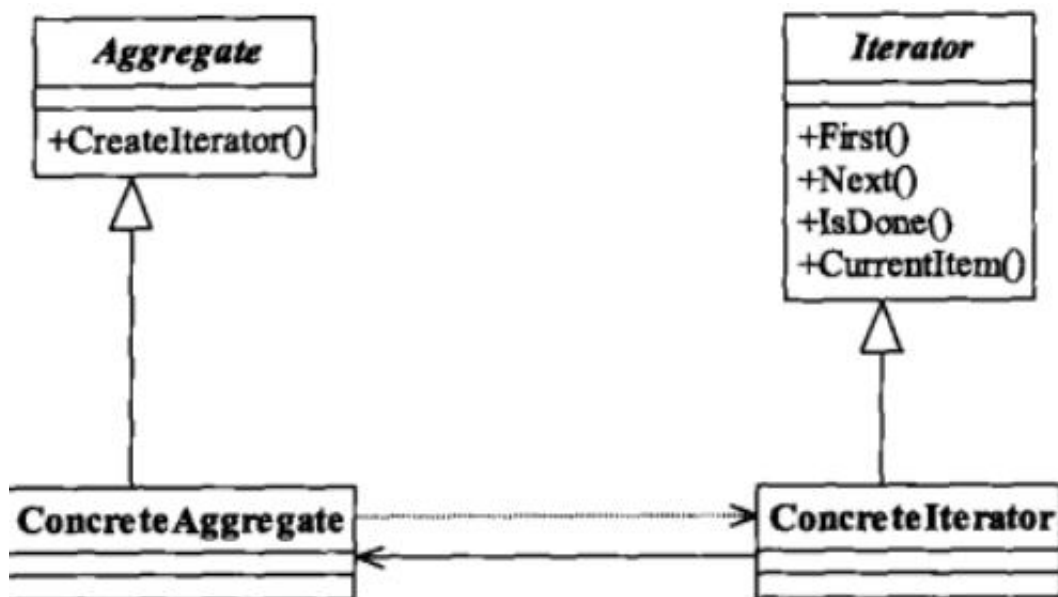 Aggregate
+CreateIterator()
Iterator
+First()
+Next()
+IsDone()
+CurrentItem()
ConcreteAggregate
ConcreteIterator